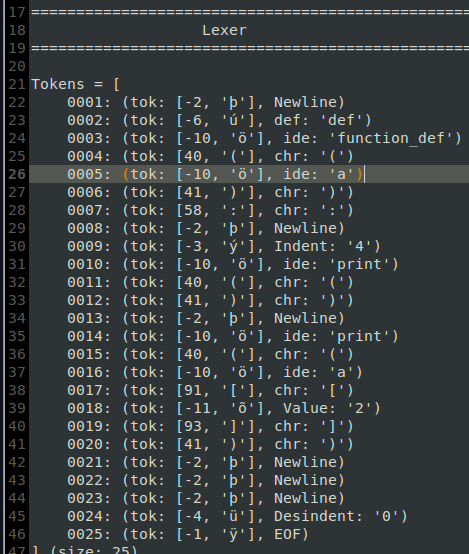 17 =================================================
18                    Lexer
19 =================================================
20
21 Tokens = [
22     0001: (tok: [-2, 'þ'], Newline)
23     0002: (tok: [-6, 'ú'], def: 'def')
24     0003: (tok: [-10, 'ö'], ide: 'function_def')
25     0004: (tok: [40, '('], chr: '(')
26     0005: (tok: [-10, 'ö'], ide: 'a')
27     0006: (tok: [41, ')'], chr: ')')
28     0007: (tok: [58, ':'], chr: ':')
29     0008: (tok: [-2, 'þ'], Newline)
30     0009: (tok: [-3, 'ý'], Indent: '4')
31     0010: (tok: [-10, 'ö'], ide: 'print')
32     0011: (tok: [40, '('], chr: '(')
33     0012: (tok: [41, ')'], chr: ')')
34     0013: (tok: [-2, 'þ'], Newline)
35     0014: (tok: [-10, 'ö'], ide: 'print')
36     0015: (tok: [40, '('], chr: '(')
37     0016: (tok: [-10, 'ö'], ide: 'a')
38     0017: (tok: [91, '['], chr: '[')
39     0018: (tok: [-11, 'õ'], Value: '2')
40     0019: (tok: [93, ']'], chr: ']')
41     0020: (tok: [41, ')'], chr: ')')
42     0021: (tok: [-2, 'þ'], Newline)
43     0022: (tok: [-2, 'þ'], Newline)
44     0023: (tok: [-2, 'þ'], Newline)
45     0024: (tok: [-4, 'ü'], Desindent: '0')
46     0025: (tok: [-1, 'ÿ'], EOF)
47 ] (size: 25)